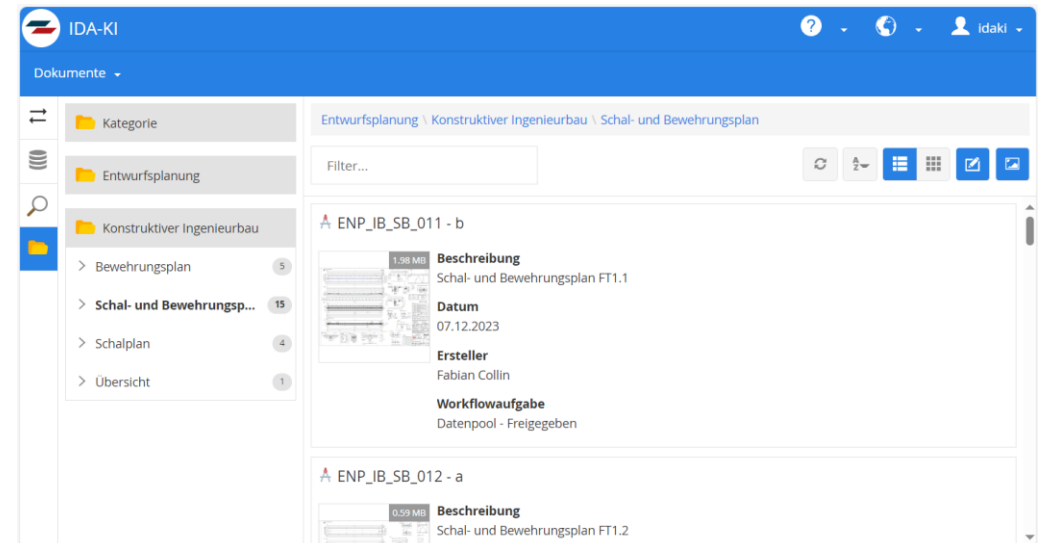 IDA-KI
idaki
Dokumente
Kategorie
Entwurfsplanung
Konstruktiver Ingenieurbau
Bewehrungsplan 5
Schal- und Bewehrungsp... 15
Schalplan 4
Übersicht 1
Entwurfsplanung \ Konstruktiver Ingenieurbau \ Schal- und Bewehrungsplan
Filter...
ENP_IB_SB_011 - b
1.98 MB
Beschreibung
Schal- und Bewehrungsplan FT1.1
Datum
07.12.2023
Ersteller
Fabian Collin
Workflowaufgabe
Datenpool - Freigegeben
ENP_IB_SB_012 - a
0.59 MB
Beschreibung
Schal- und Bewehrungsplan FT1.2